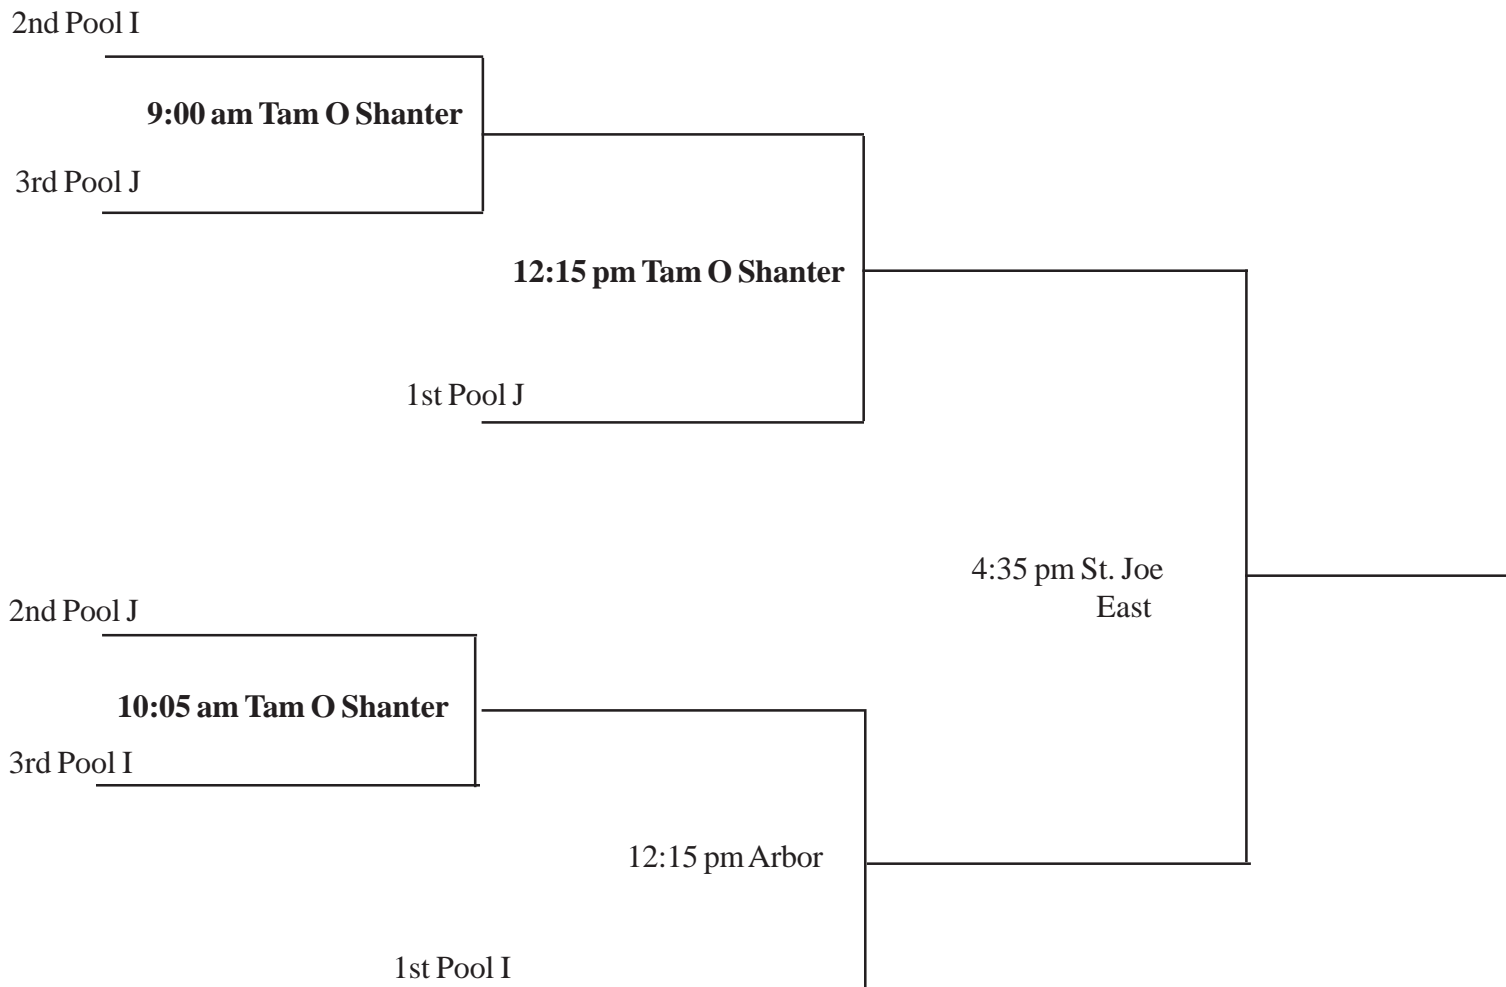 2nd Pool I
9:00 am Tam O Shanter
3rd Pool J
12:15 pm Tam O Shanter
1st Pool J
4:35 pm St. Joe
East
2nd Pool J
10:05 am Tam O Shanter
3rd Pool I
12:15 pm Arbor
1st Pool I